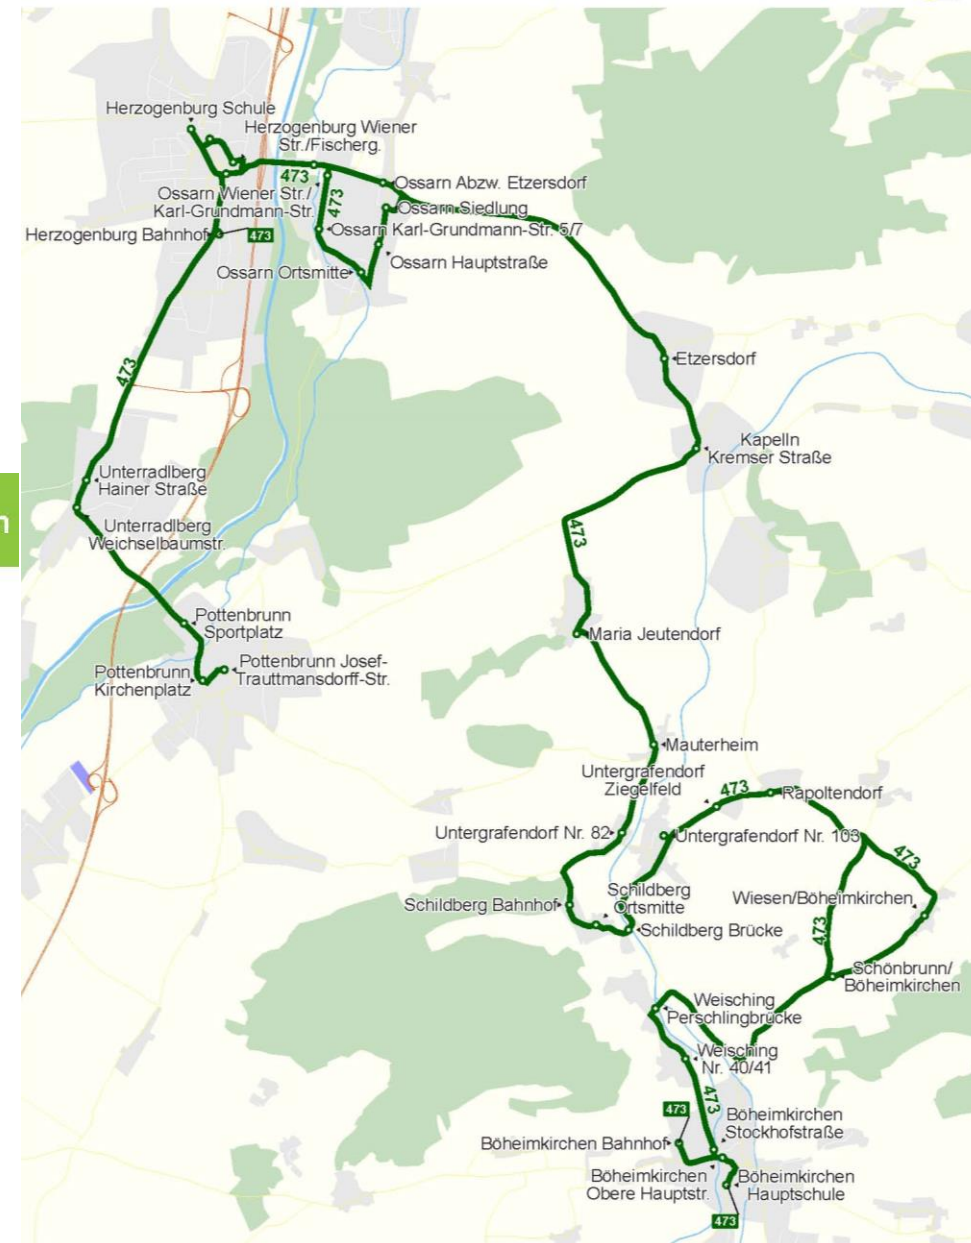 Herzogenburg Schule
Herzogenburg Wiener
Str./Fischerg.
473
473
Ossarn Wiener Str./
Karl-Grundmann-Str.
Ossarn Abzw. Etzersdorf
Ossarn Siedlung
Ossarn Karl-Grundmann-Str. 5/7
Herzogenburg Bahnhof
473
Ossarn Hauptstraße
Ossarn Ortsmitte
473
Etzersdorf
Kapelln
Kremser Straße
Unterradlberg
Hainer Straße
n
Unterradlberg
Weichselbaumstr.
473
Pottenbrunn
Sportplatz
Maria Jeutendorf
Pottenbrunn Josef-
Trauttmansdorff-Str.
Pottenbrunn
Kirchenplatz
Mauterheim
Untergrafendorf
Ziegelfeld
473
Rapoltendorf
Untergrafendorf Nr. 82
Untergrafendorf Nr. 103
473
Schildberg
Ortsmitte
Wiesen/Böheimkirchen
Schildberg Bahnhof
473
Schildberg Brücke
Schönbrunn/
Böheimkirchen
Weisching
Perschlingbrücke
Weisching
Nr. 40/41
473
473
Böheimkirchen
Stockhofstraße
Böheimkirchen Bahnhof
Böheimkirchen
Obere Hauptstr.
Böheimkirchen
Hauptschule
473